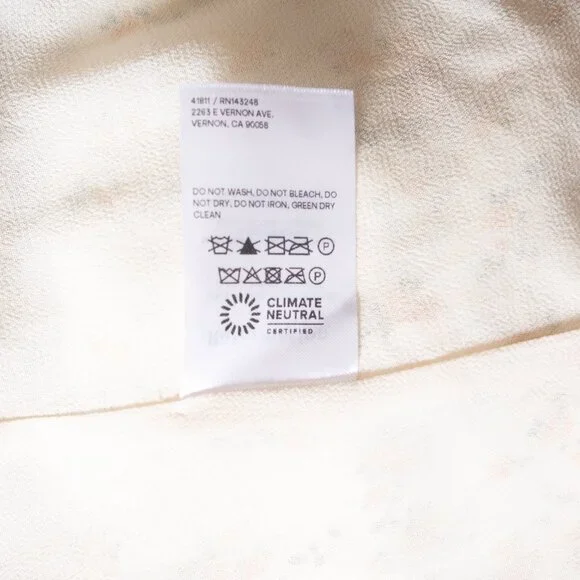 41811 / RN143248
2263 E VERNON AVE.
VERNON, CA 90058
DO NOT WASH, DO NOT BLEACH, DO
NOT DRY, DO NOT IRON, GREEN DRY
CLEAN
P
P
CLIMATE
NEUTRAL
CERTIFIED